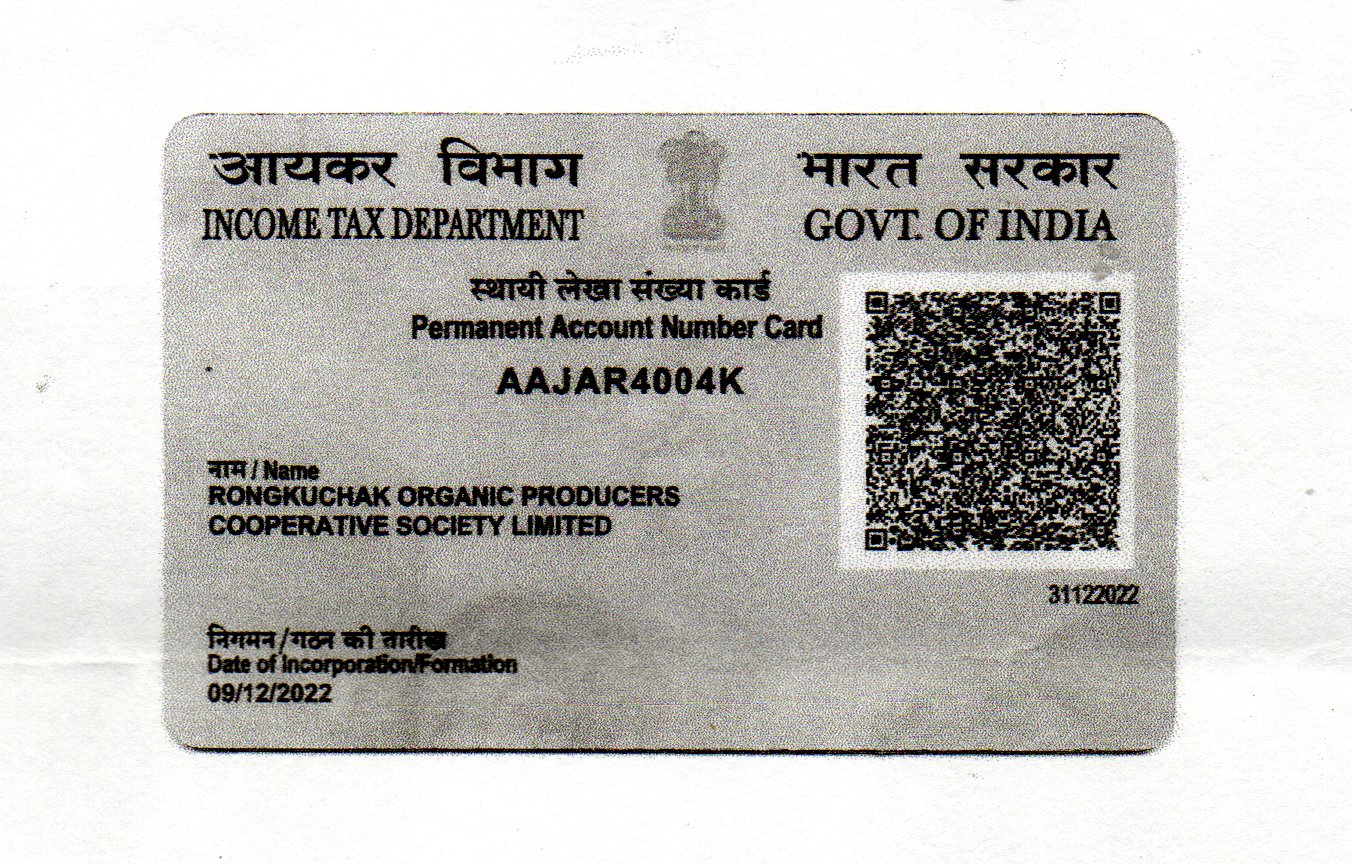 आयकर विभाग
INCOME TAX DEPARTMENT
भारत सरकार
GOVT. OF INDIA
स्थायी लेखा संख्या कार्ड
Permanent Account Number Card
AAJAR4004K
नाम / Name
RONGKUCHAK ORGANIC PRODUCERS
COOPERATIVE SOCIETY LIMITED
31122022
निगमन/गठन की तारीख
Date of Incorporation/Formation
09/12/2022